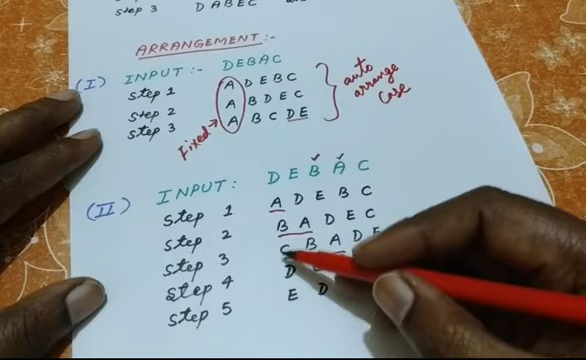 step 3 D A B E C
ARRANGEMENT:-
(I) INPUT:- D E B A C
step 1 A D E B C
step 2 A B D E C
step 3 A B C D E
Fixed
auto arrange case
(II) INPUT: D E B A C
step 1 A D E B C
step 2 B A D E C
step 3 C B A D E
step 4 D
step 5 E D